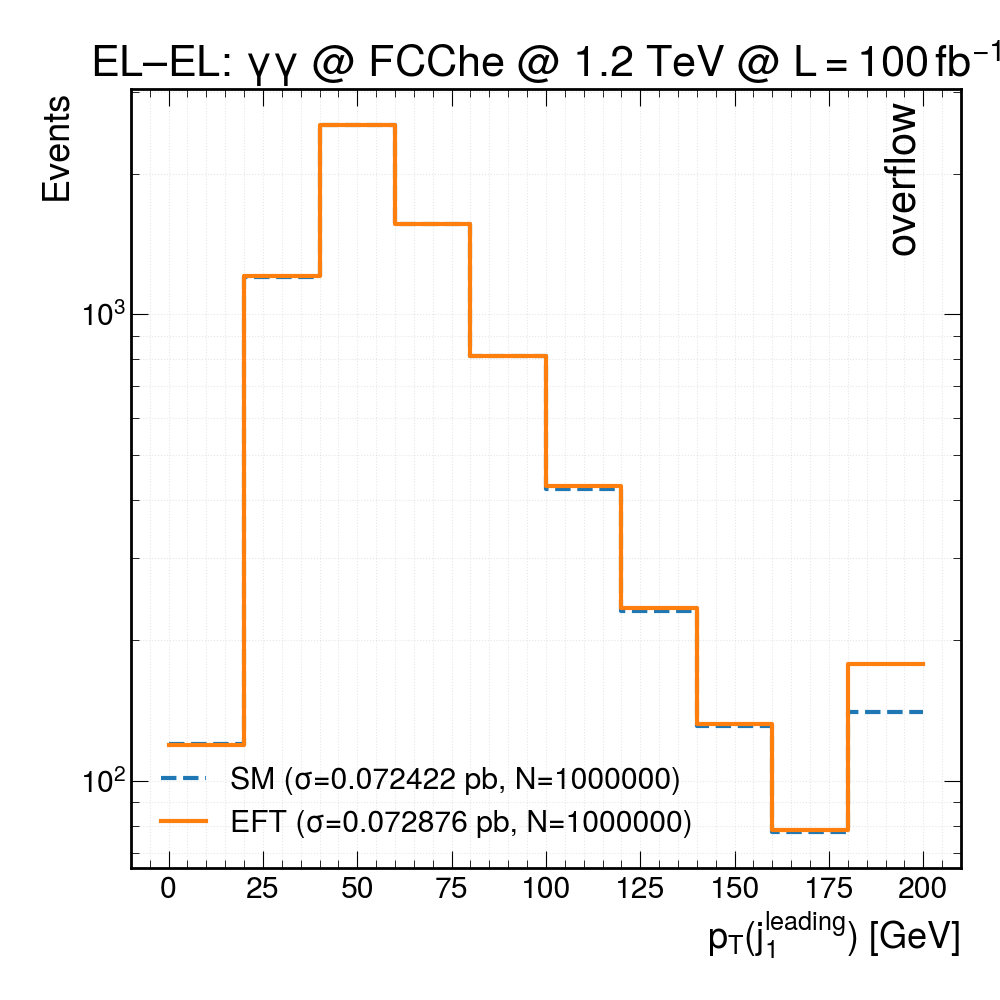 EL−EL: γγ @ FCChe @ 1.2 TeV @ L = 100 fb⁻¹
Events
overflow
10³
10²
SM (σ=0.072422 pb, N=1000000)
EFT (σ=0.072876 pb, N=1000000)
0 25 50 75 100 125 150 175 200
p_T(j₁^leading) [GeV]